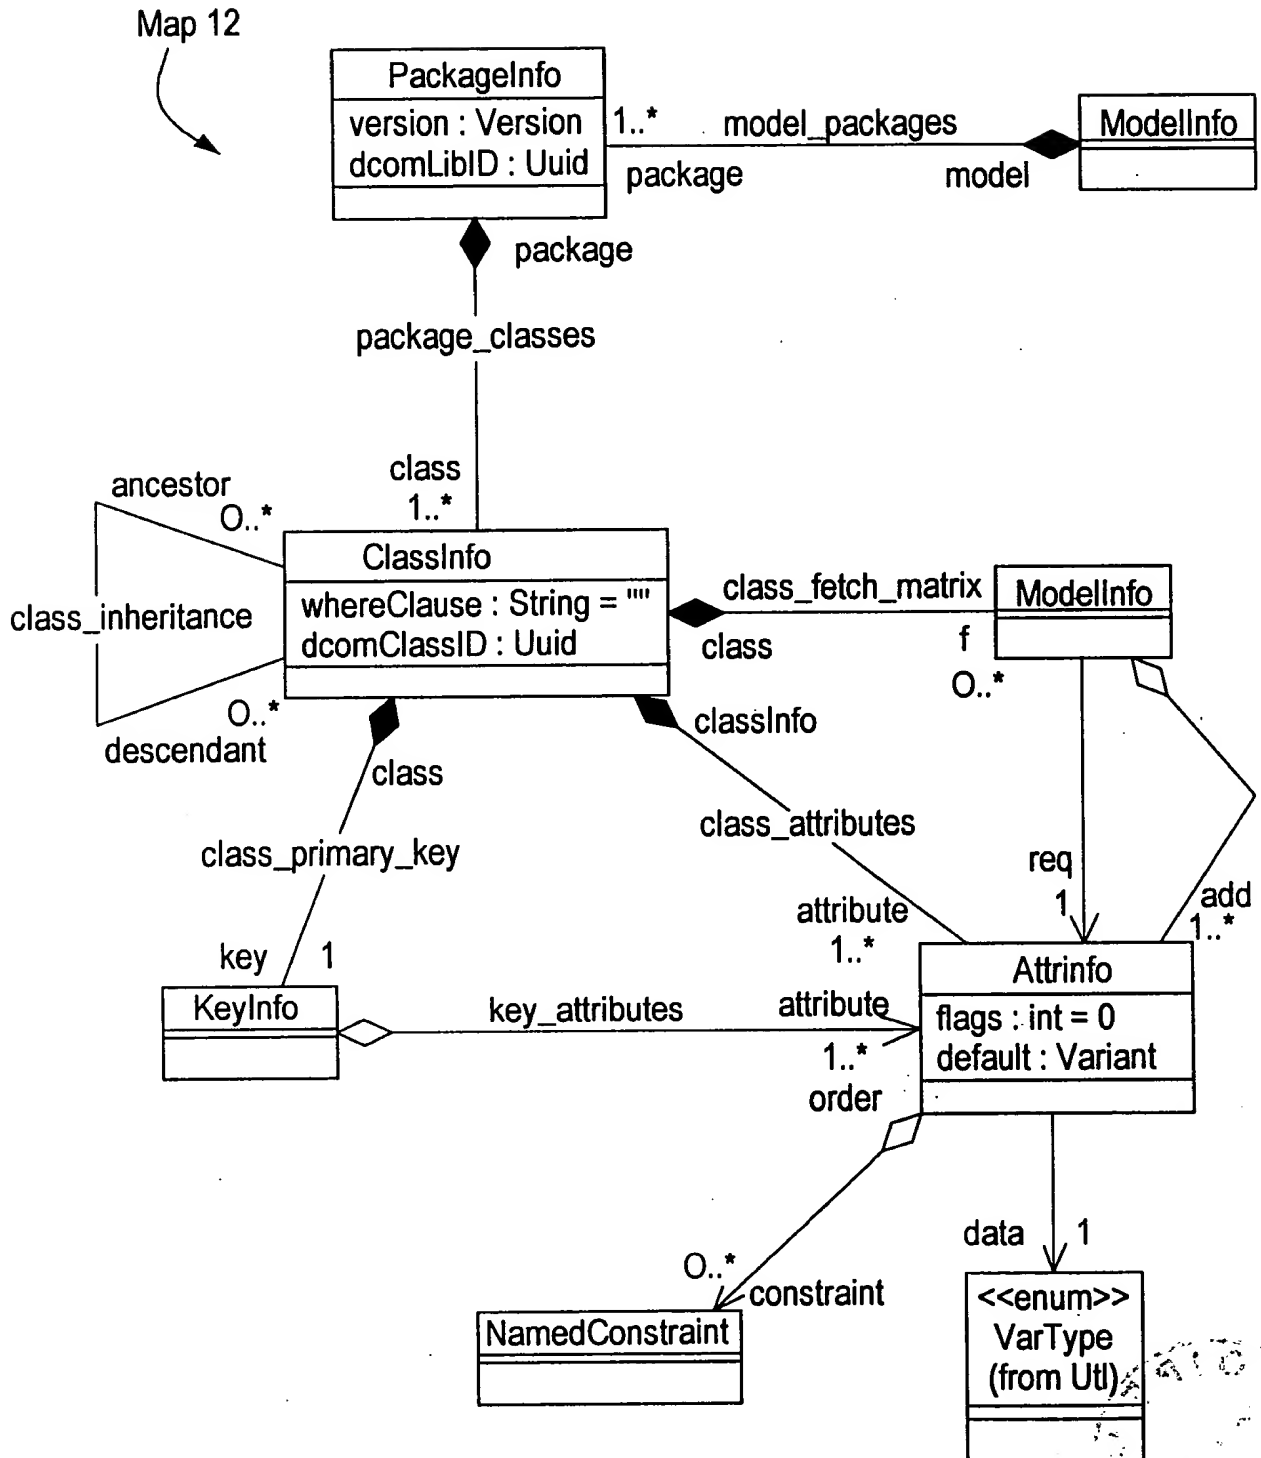 Map 12
PackageInfo
version : Version
dcomLibID : Uuid
1..*
model_packages
package
model
ModelInfo
package
package_classes
class
1..*
ancestor
O..*
class_inheritance
O..*
descendant
ClassInfo
whereClause : String = ""
dcomClassID : Uuid
class_fetch_matrix
class
f
O..*
ModelInfo
classInfo
class
class_attributes
class_primary_key
req
1
add
1..*
attribute
1..*
key
1
KeyInfo
key_attributes
attribute
1..*
order
Attrinfo
flags : int = 0
default : Variant
data
1
O..*
constraint
NamedConstraint
<<enum>>
VarType
(from Utl)